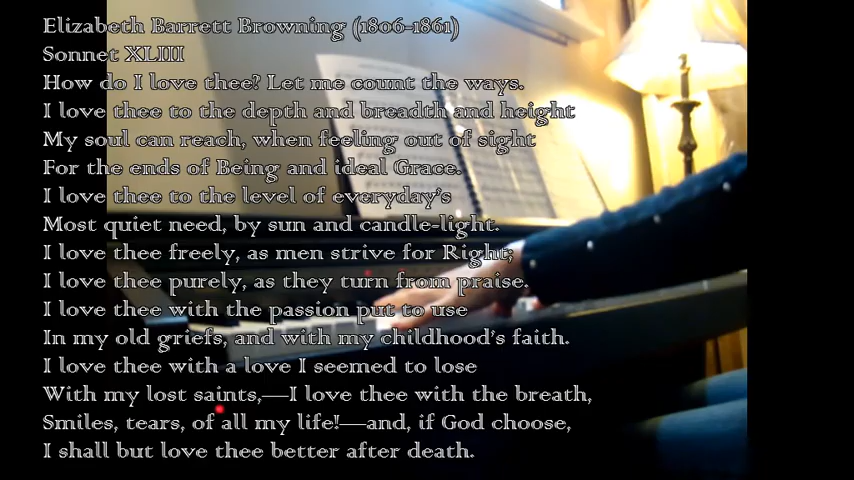 Elizabeth Barrett Browning (1806-1861)
Sonnet XLIII
How do I love thee? Let me count the ways.
I love thee to the depth and breadth and height
My soul can reach, when feeling out of sight
For the ends of Being and ideal Grace.
I love thee to the level of everyday's
Most quiet need, by sun and candle-light.
I love thee freely, as men strive for Right;
I love thee purely, as they turn from praise.
I love thee with the passion put to use
In my old griefs, and with my childhood's faith.
I love thee with a love I seemed to lose
With my lost saints,—I love thee with the breath,
Smiles, tears, of all my life!—and, if God choose,
I shall but love thee better after death.